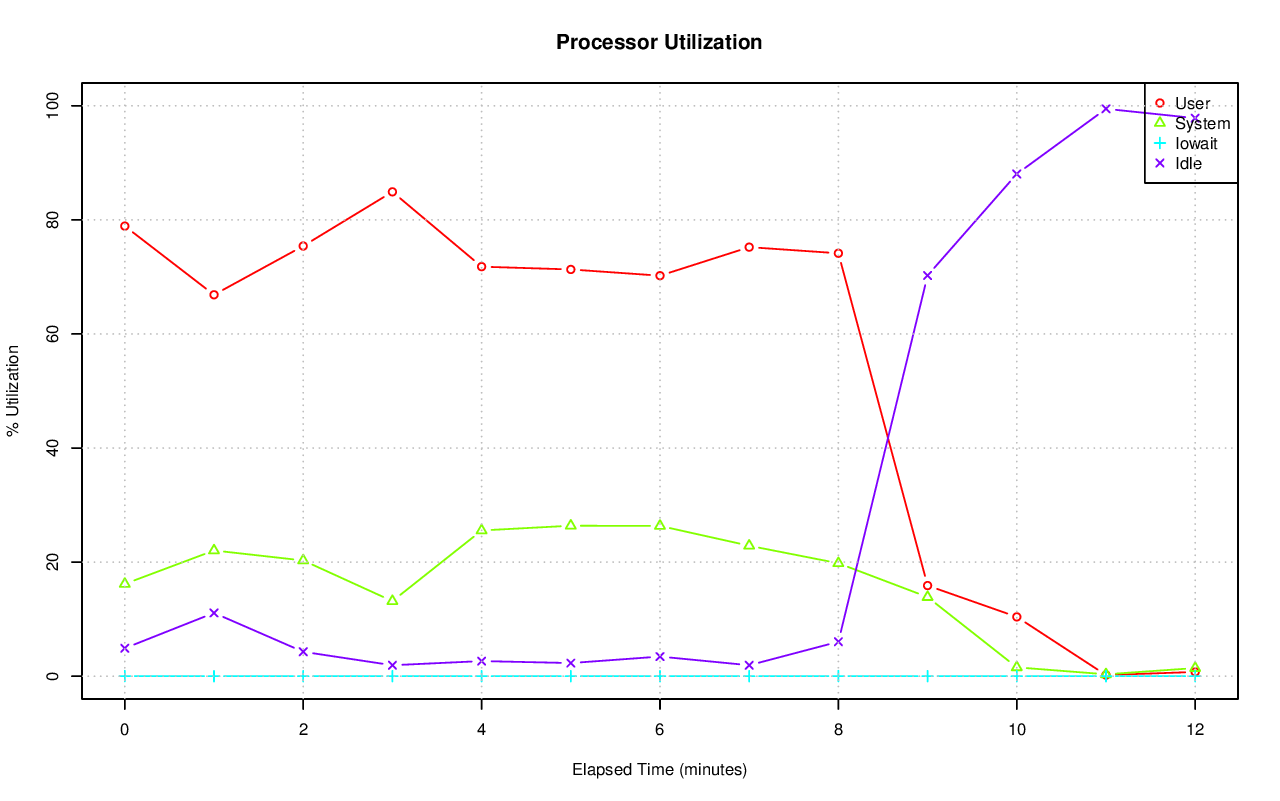 Processor Utilization
User
System
Iowait
Idle
% Utilization
100
80
60
40
20
0
0 2 4 6 8 10 12
Elapsed Time (minutes)